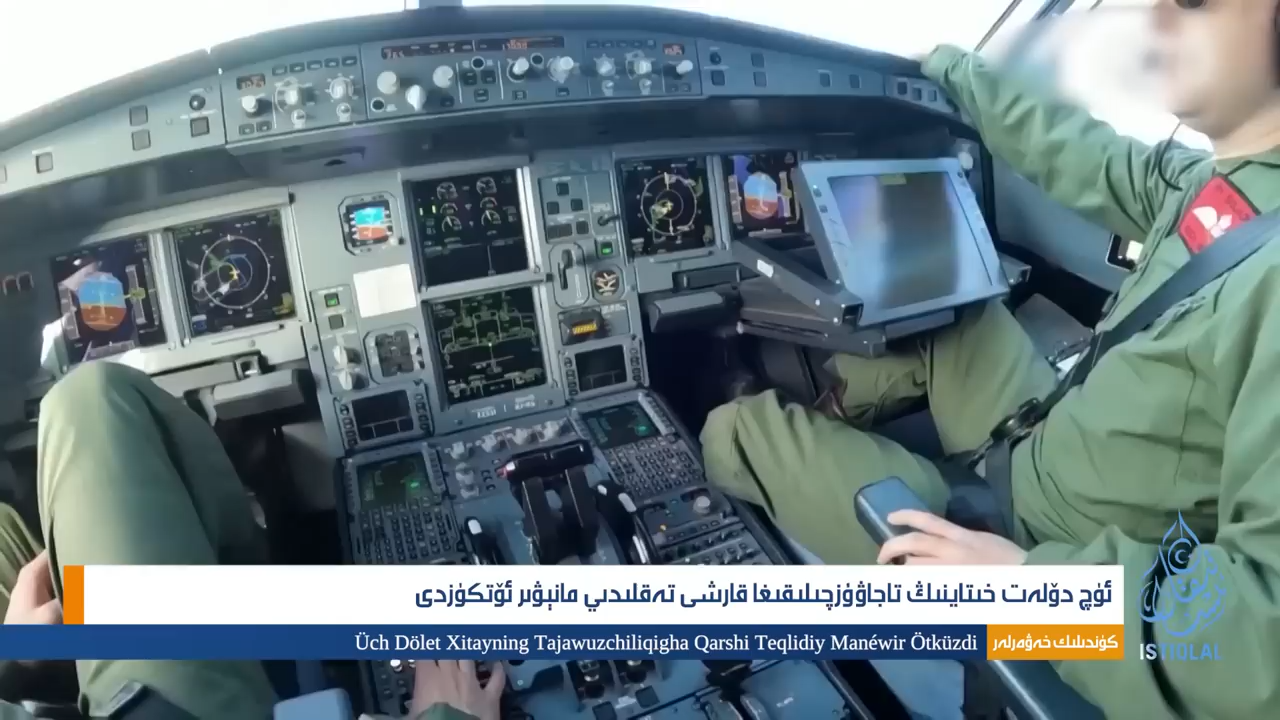 ئۈچ دۆلەت خىتاينىڭ تاجاۋۇزچىلىقىغا قارشى تەقلىدىي مانېۋىر ئۆتكۈزدى
كۈندىلىك خەۋەرلەر
Üch Dölet Xitayning Tajawuzchiliqigha Qarshi Teqlidiy Manéwir Ötküzdi
ISTIQLAL